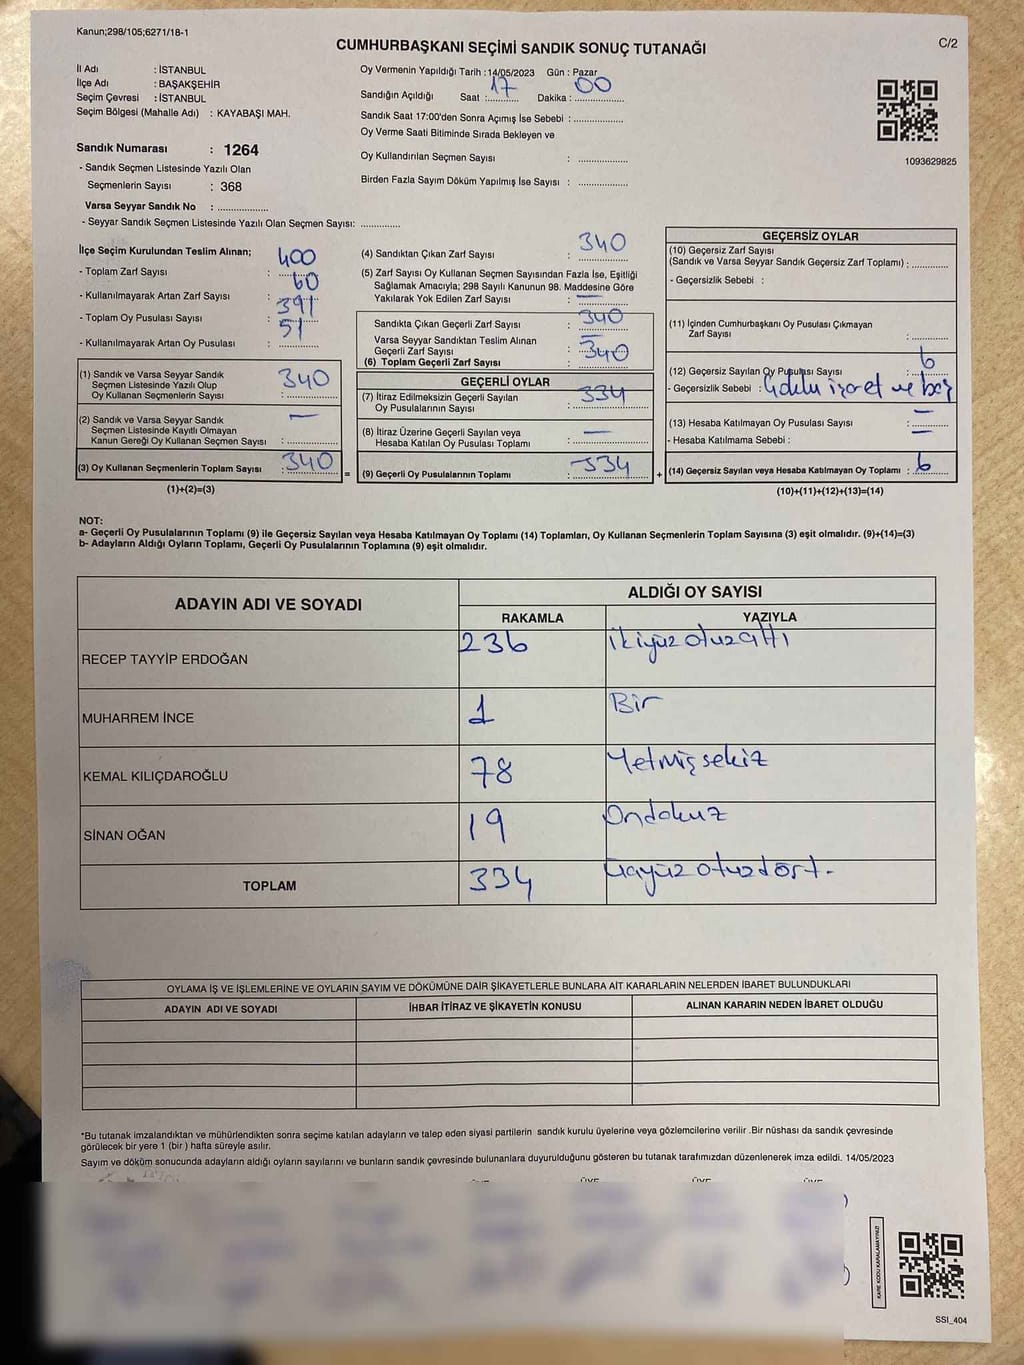 Kanun;298/105;6271/18-1
CUMHURBAŞKANI SEÇİMİ SANDIK SONUÇ TUTANAĞI
C/2
İl Adı : İSTANBUL
İlçe Adı : BAŞAKŞEHİR
Seçim Çevresi : İSTANBUL
Seçim Bölgesi (Mahalle Adı) : KAYABAŞI MAH.
Oy Vermenin Yapıldığı Tarih :14/05/2023 Gün : Pazar
Sandığın Açıldığı Saat : 17 Dakika : 00
Sandık Saat 17:00'den Sonra Açımış İse Sebebi :
Oy Verme Saati Bitiminde Sırada Bekleyen ve
Oy Kullandırılan Seçmen Sayısı :
Birden Fazla Sayım Döküm Yapılmış İse Sayısı :
1093629825
Sandık Numarası : 1264
- Sandık Seçmen Listesinde Yazılı Olan
Seçmenlerin Sayısı : 368
Varsa Seyyar Sandık No :
- Seyyar Sandık Seçmen Listesinde Yazılı Olan Seçmen Sayısı:
İlçe Seçim Kurulundan Teslim Alınan;
- Toplam Zarf Sayısı : 400
- Kullanılmayarak Artan Zarf Sayısı : 60
- Toplam Oy Pusulası Sayısı : 391
- Kullanılmayarak Artan Oy Pusulası : 51
(1) Sandık ve Varsa Seyyar Sandık
Seçmen Listesinde Yazılı Olup
Oy Kullanan Seçmenlerin Sayısı : 340
(2) Sandık ve Varsa Seyyar Sandık
Seçmen Listesinde Kayıtlı Olmayan
Kanun Gereği Oy Kullanan Seçmen Sayısı : —
(3) Oy Kullanan Seçmenlerin Toplam Sayısı : 340
(1)+(2)=(3)
(4) Sandıktan Çıkan Zarf Sayısı : 340
(5) Zarf Sayısı Oy Kullanan Seçmen Sayısından Fazla İse, Eşitliği
Sağlamak Amacıyla; 298 Sayılı Kanunun 98. Maddesine Göre
Yakılarak Yok Edilen Zarf Sayısı : —
Sandıkta Çıkan Geçerli Zarf Sayısı : 340
Varsa Seyyar Sandıktan Teslim Alınan
Geçerli Zarf Sayısı : —
(6) Toplam Geçerli Zarf Sayısı : 340
GEÇERLİ OYLAR
(7) İtiraz Edilmeksizin Geçerli Sayılan
Oy Pusulalarının Sayısı : 334
(8) İtiraz Üzerine Geçerli Sayılan veya
Hesaba Katılan Oy Pusulası Toplamı : —
= (9) Geçerli Oy Pusulalarının Toplamı : 334
GEÇERSİZ OYLAR
(10) Geçersiz Zarf Sayısı
(Sandık ve Varsa Seyyar Sandık Geçersiz Zarf Toplamı) :
- Geçersizlik Sebebi :
(11) İçinden Cumhurbaşkanı Oy Pusulası Çıkmayan
Zarf Sayısı :
(12) Geçersiz Sayılan Oy Pusulası Sayısı : 6
- Geçersizlik Sebebi : işaret ve boş
(13) Hesaba Katılmayan Oy Pusulası Sayısı : —
- Hesaba Katılmama Sebebi : —
+ (14) Geçersiz Sayılan veya Hesaba Katılmayan Oy Toplamı : 6
(10)+(11)+(12)+(13)=(14)
NOT:
a- Geçerli Oy Pusulalarının Toplamı (9) ile Geçersiz Sayılan veya Hesaba Katılmayan Oy Toplamı (14) Toplamları, Oy Kullanan Seçmenlerin Toplam Sayısına (3) eşit olmalıdır. (9)+(14)=(3)
b- Adayların Aldığı Oyların Toplamı, Geçerli Oy Pusulalarının Toplamına (9) eşit olmalıdır.
ADAYIN ADI VE SOYADI
ALDIĞI OY SAYISI
RAKAMLA YAZIYLA
RECEP TAYYİP ERDOĞAN 236 ikiyüzotuzaltı
MUHARREM İNCE 1 Bir
KEMAL KILIÇDAROĞLU 78 Yetmişsekiz
SİNAN OĞAN 19 Ondokuz
TOPLAM 334 üçyüzotuzdört.
OYLAMA İŞ VE İŞLEMLERİNE VE OYLARIN SAYIM VE DÖKÜMÜNE DAİR ŞİKAYETLERLE BUNLARA AİT KARARLARIN NELERDEN İBARET BULUNDUKLARI
ADAYIN ADI VE SOYADI İHBAR İTİRAZ VE ŞİKAYETİN KONUSU ALINAN KARARIN NEDEN İBARET OLDUĞU
*Bu tutanak imzalandıktan ve mühürlendikten sonra seçime katılan adayların ve talep eden siyasi partilerin sandık kurulu üyelerine veya gözlemcilerine verilir .Bir nüshası da sandık çevresinde
görülecek bir yere 1 (bir ) hafta süreyle asılır.
Sayım ve döküm sonucunda adayların aldığı oyların sayılarını ve bunların sandık çevresinde bulunanlara duyurulduğunu gösteren bu tutanak tarafımızdan düzenlenerek imza edildi. 14/05/2023
KARE KODU KARALAMAYINIZ!
SSI_404